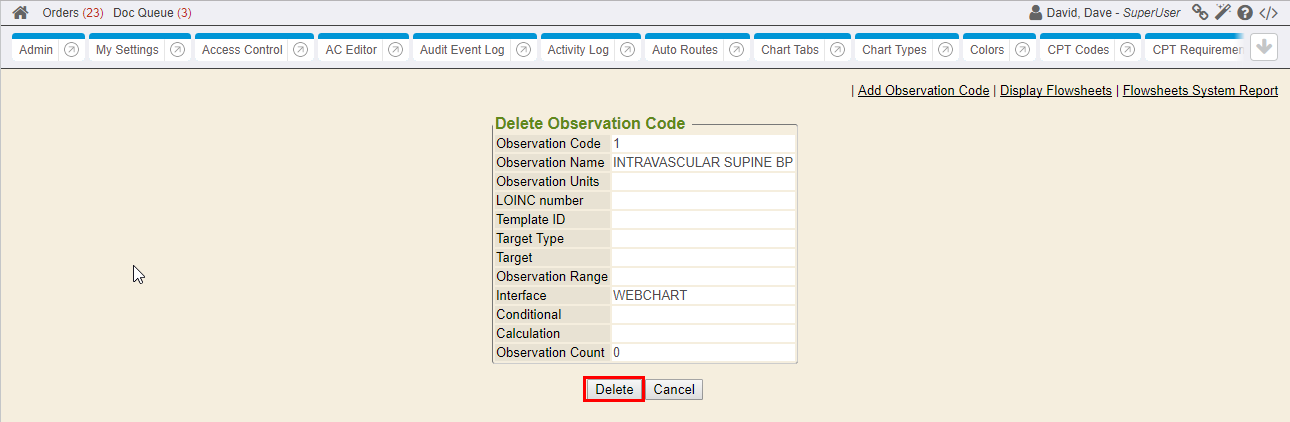 Orders (23) Doc Queue (3) David, Dave - SuperUser
Admin My Settings Access Control AC Editor Audit Event Log Activity Log Auto Routes Chart Tabs Chart Types Colors CPT Codes CPT Requiremen
| Add Observation Code | Display Flowsheets | Flowsheets System Report
Delete Observation Code
Observation Code 1
Observation Name INTRAVASCULAR SUPINE BP
Observation Units
LOINC number
Template ID
Target Type
Target
Observation Range
Interface WEBCHART
Conditional
Calculation
Observation Count 0
Delete Cancel